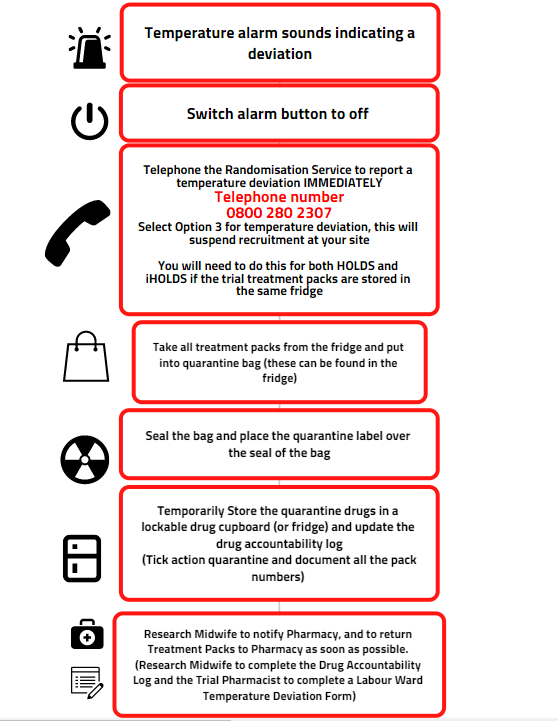 Temperature alarm sounds indicating a
deviation
Switch alarm button to off
Telephone the Randomisation Service to report a
temperature deviation IMMEDIATELY
Telephone number
0800 280 2307
Select Option 3 for temperature deviation, this will
suspend recruitment at your site
You will need to do this for both HOLDS and
iHOLDS if the trial treatment packs are stored in
the same fridge
Take all treatment packs from the fridge and put
into quarantine bag (these can be found in the
fridge)
Seal the bag and place the quarantine label over
the seal of the bag
Temporarily Store the quarantine drugs in a
lockable drug cupboard (or fridge) and update the
drug accountability log
(Tick action quarantine and document all the pack
numbers)
Research Midwife to notify Pharmacy, and to return
Treatment Packs to Pharmacy as soon as possible.
(Research Midwife to complete the Drug Accountability
Log and the Trial Pharmacist to complete a Labour Ward
Temperature Deviation Form)